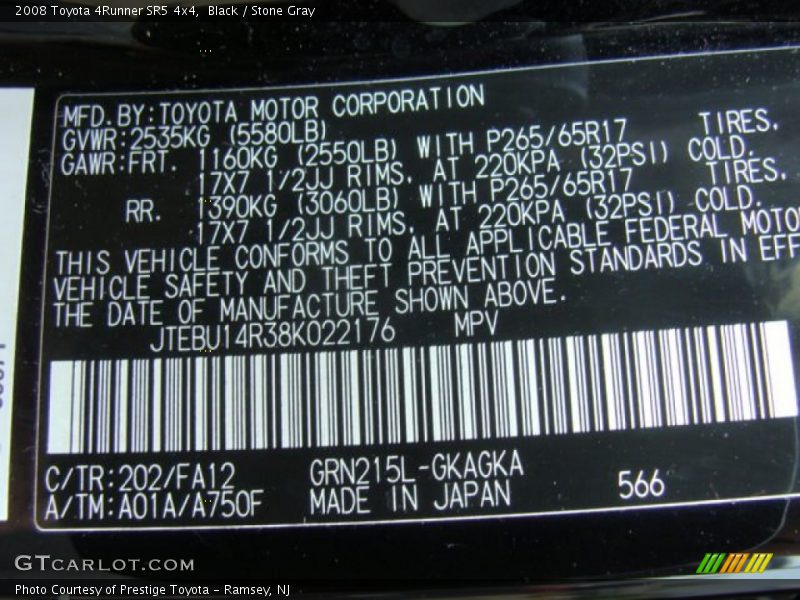 2008 Toyota 4Runner SR5 4x4, Black / Stone Gray
MFD.BY:TOYOTA MOTOR CORPORATION
GVWR:2535KG (5580LB)
GAWR:FRT. 1160KG (2550LB) WITH P265/65R17 TIRES,
17X7 1/2JJ RIMS, AT 220KPA (32PSI) COLD.
RR. 1390KG (3060LB) WITH P265/65R17 TIRES,
17X7 1/2JJ RIMS, AT 220KPA (32PSI) COLD.
THIS VEHICLE CONFORMS TO ALL APPLICABLE FEDERAL MOTO
VEHICLE SAFETY AND THEFT PREVENTION STANDARDS IN EFF
THE DATE OF MANUFACTURE SHOWN ABOVE.
JTEBU14R38K022176 MPV
C/TR:202/FA12 GRN215L-GKAGKA
A/TM:A01A/A750F MADE IN JAPAN 566
GTCARLOT.COM
Photo Courtesy of Prestige Toyota - Ramsey, NJ